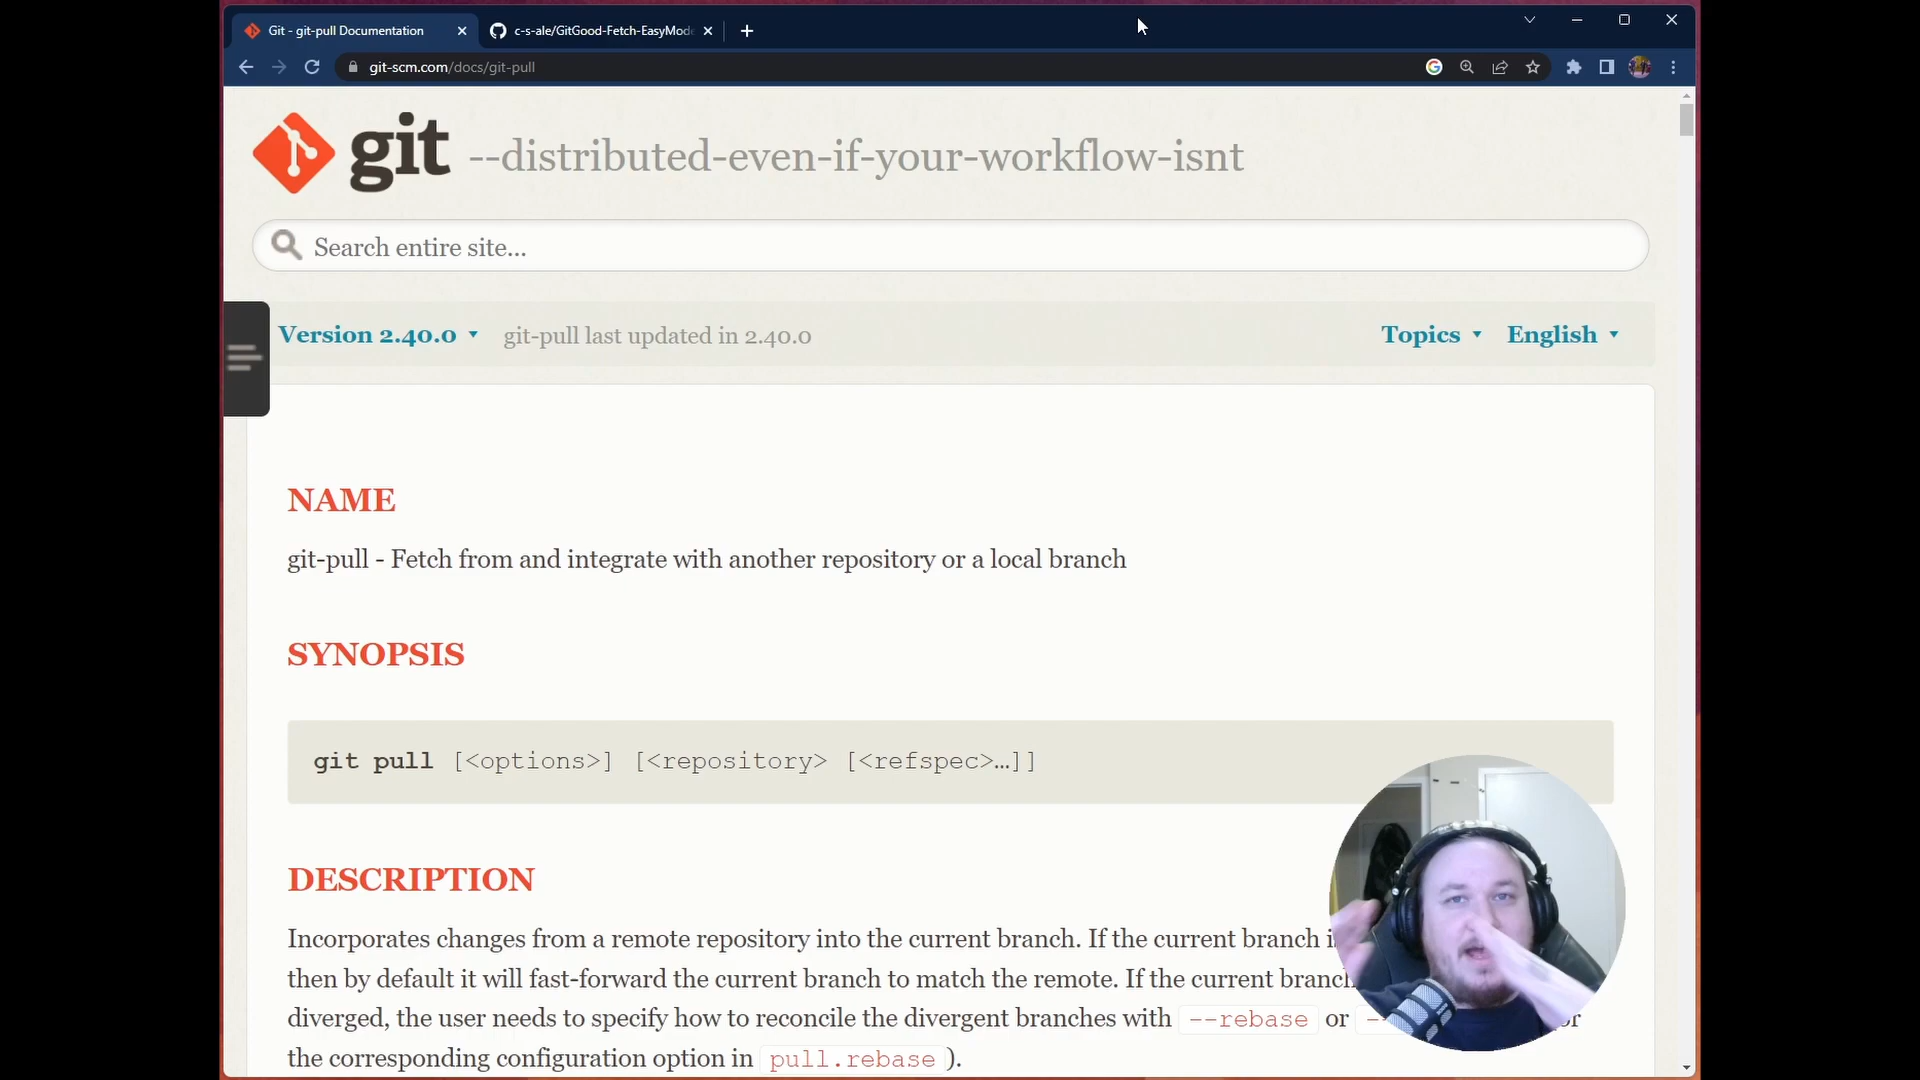 Git - git-pull Documentation
c-s-ale/GitGood-Fetch-EasyMode
git-scm.com/docs/git-pull
git --distributed-even-if-your-workflow-isnt
Search entire site...
Version 2.40.0 git-pull last updated in 2.40.0 Topics English
NAME
git-pull - Fetch from and integrate with another repository or a local branch
SYNOPSIS
git pull [<options>] [<repository> [<refspec>…]]
DESCRIPTION
Incorporates changes from a remote repository into the current branch. If the current branch
then by default it will fast-forward the current branch to match the remote. If the current branch
diverged, the user needs to specify how to reconcile the divergent branches with --rebase or
the corresponding configuration option in pull.rebase ).